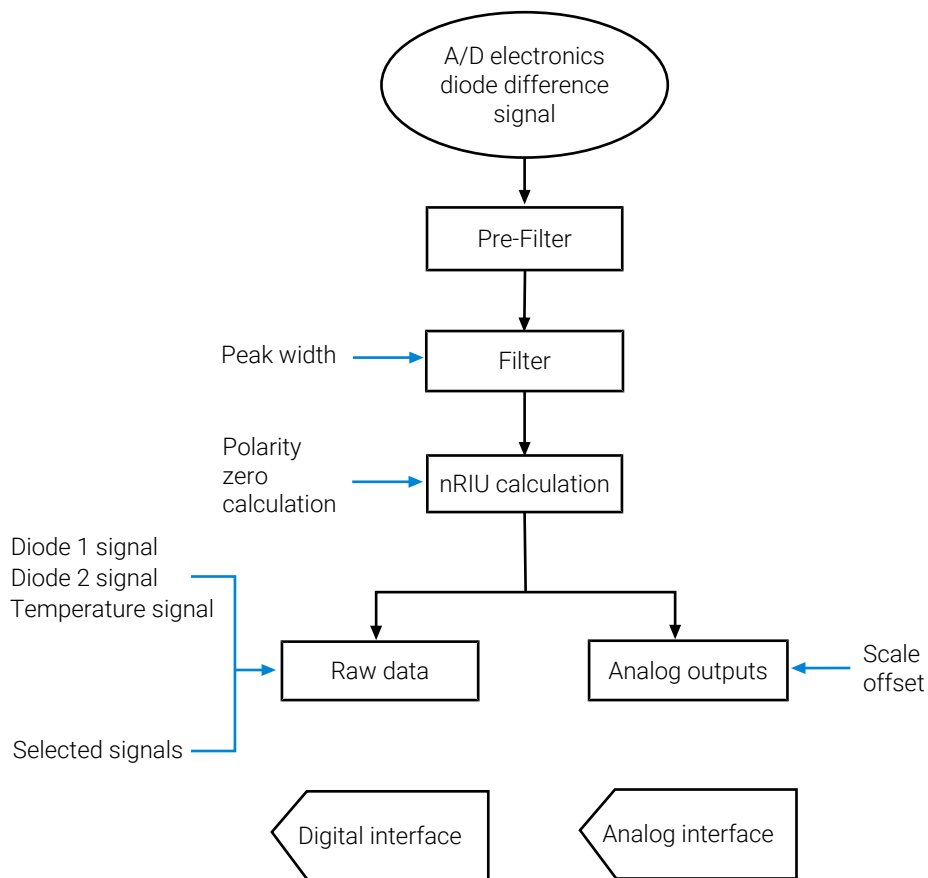 A/D electronics
diode difference
signal
Pre-Filter
Peak width
Filter
Polarity
zero
calculation
nRIU calculation
Diode 1 signal
Diode 2 signal
Temperature signal
Raw data
Analog outputs
Scale
offset
Selected signals
Digital interface
Analog interface